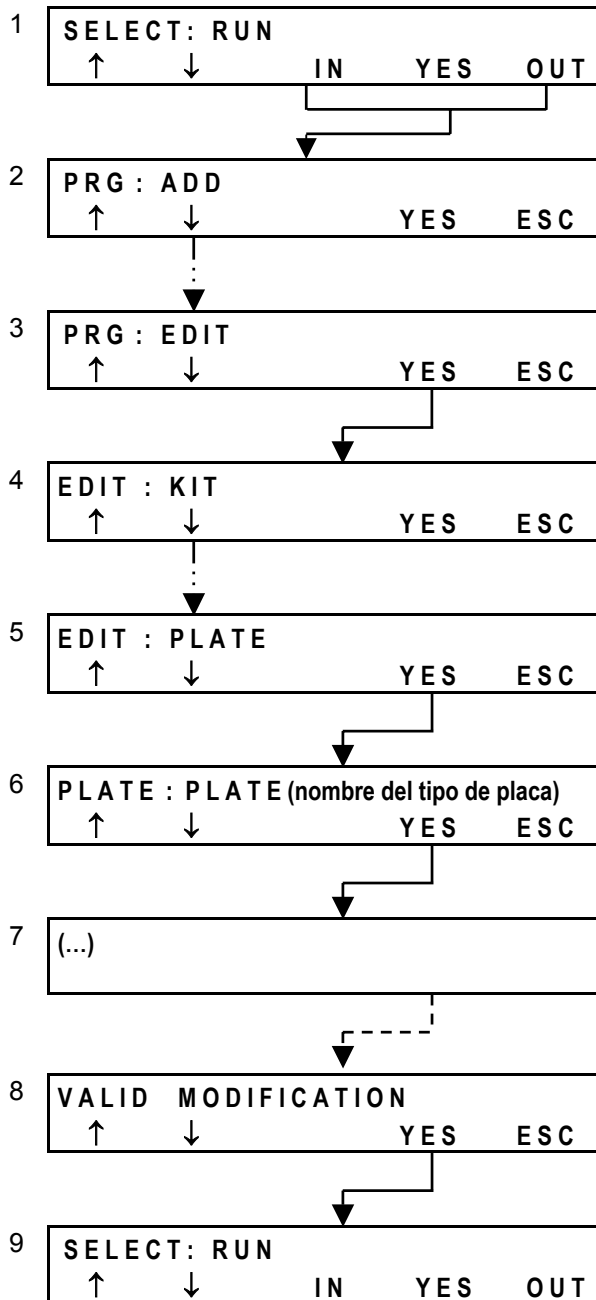 1
SELECT: RUN
↑ ↓ IN YES OUT
2
PRG : ADD
↑ ↓ YES ESC
3
PRG : EDIT
↑ ↓ YES ESC
4
EDIT : KIT
↑ ↓ YES ESC
5
EDIT : PLATE
↑ ↓ YES ESC
6
PLATE : PLATE (nombre del tipo de placa)
↑ ↓ YES ESC
7
(...)
8
VALID MODIFICATION
↑ ↓ YES ESC
9
SELECT: RUN
↑ ↓ IN YES OUT